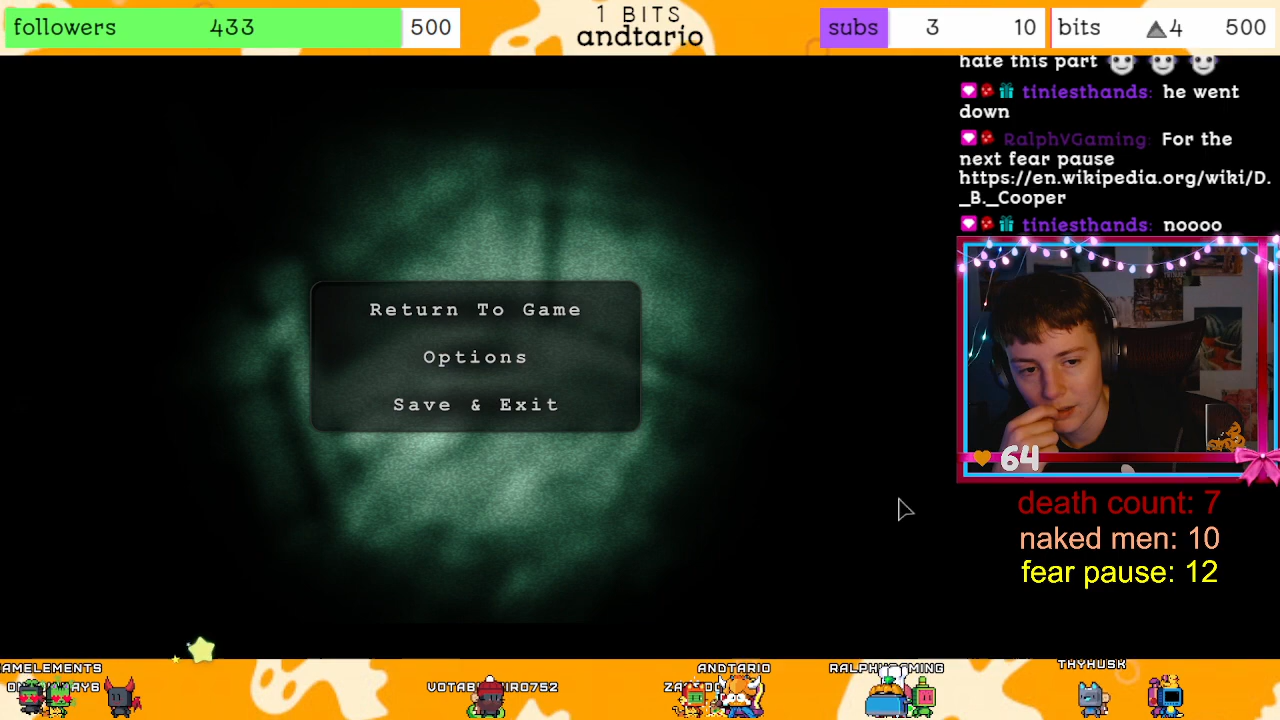 followers 433 500
1 BITS
andtario
subs 3 10
bits 4 500
hate this part
tiniesthands: he went
down
RalphVGaming: For the
next fear pause
https://en.wikipedia.org/wiki/D.
_B._Cooper
tiniesthands: noooo
Return To Game
Options
Save & Exit
64
death count: 7
naked men: 10
fear pause: 12
AMELEMENTS
ANDTARIO
THYHUSK